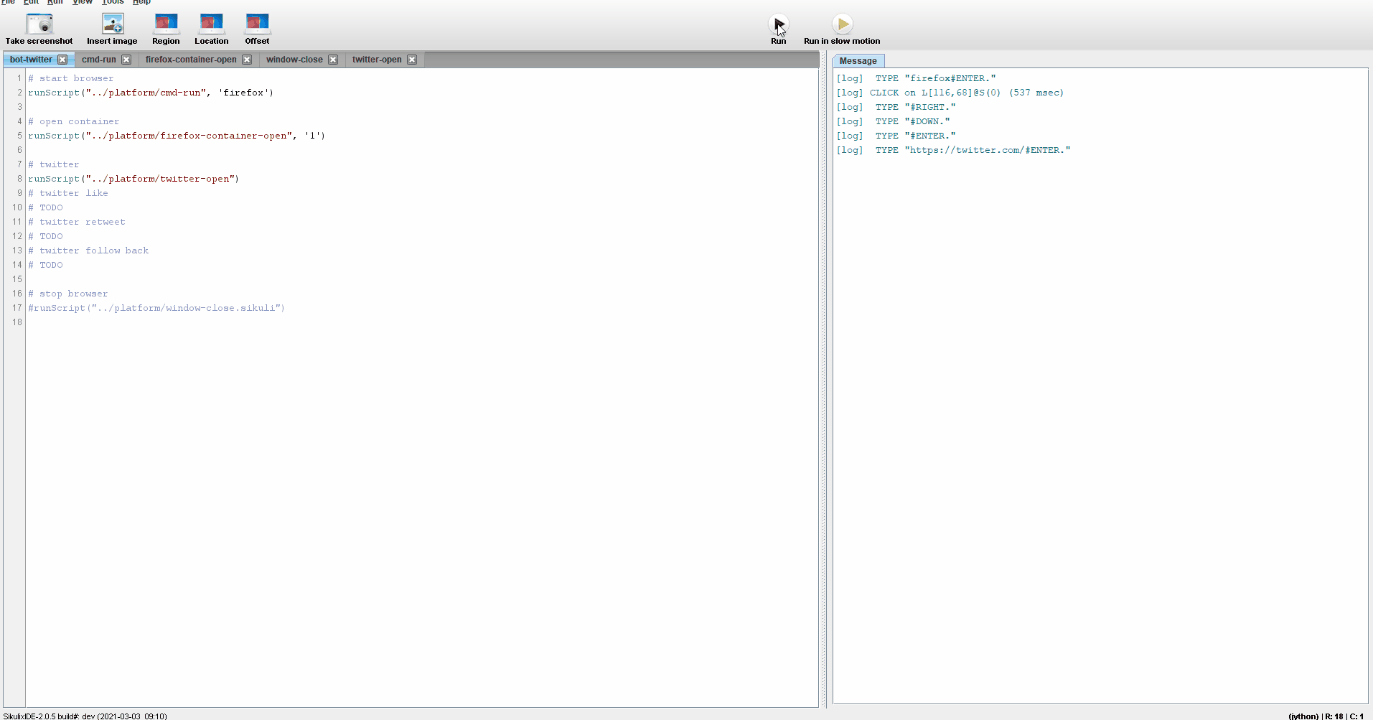 File Edit Run View Tools Help
Take screenshot Insert image Region Location Offset Run Run in slow motion
bot-twitter cmd-run firefox-container-open window-close twitter-open
1 # start browser
2 runScript("../platform/cmd-run", 'firefox')
3
4 # open container
5 runScript("../platform/firefox-container-open", '1')
6
7 # twitter
8 runScript("../platform/twitter-open")
9 # twitter like
10 # TODO
11 # twitter retweet
12 # TODO
13 # twitter follow back
14 # TODO
15
16 # stop browser
17 #runScript("../platform/window-close.sikuli")
18
Message
[log] TYPE "firefox#ENTER."
[log] CLICK on L[116,68]@S(0) (537 msec)
[log] TYPE "#RIGHT."
[log] TYPE "#DOWN."
[log] TYPE "#ENTER."
[log] TYPE "https://twitter.com/#ENTER."
SikulixIDE-2.0.5 build#: dev (2021-03-03_09:10)
(jython) | R: 18 | C: 1